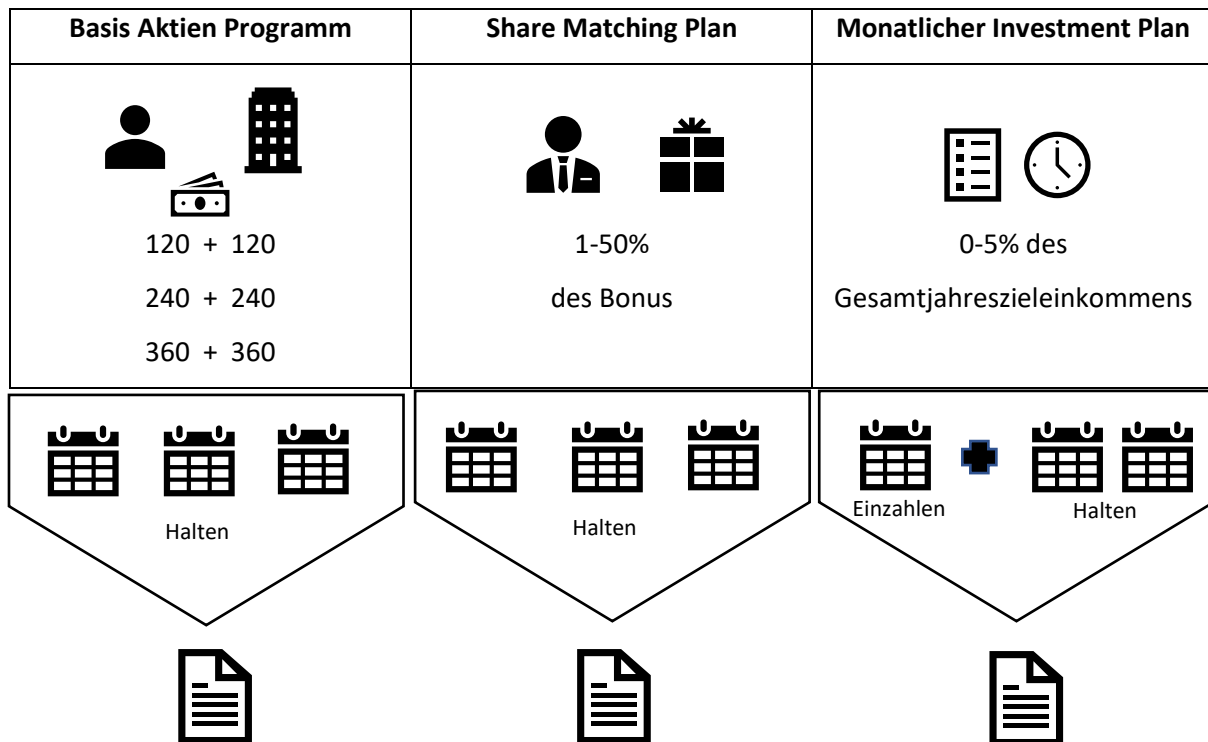 Basis Aktien Programm
Share Matching Plan
Monatlicher Investment Plan
120 + 120
240 + 240
360 + 360
1-50%
des Bonus
0-5% des
Gesamtjahreszieleinkommens
Halten
Halten
Einzahlen
Halten